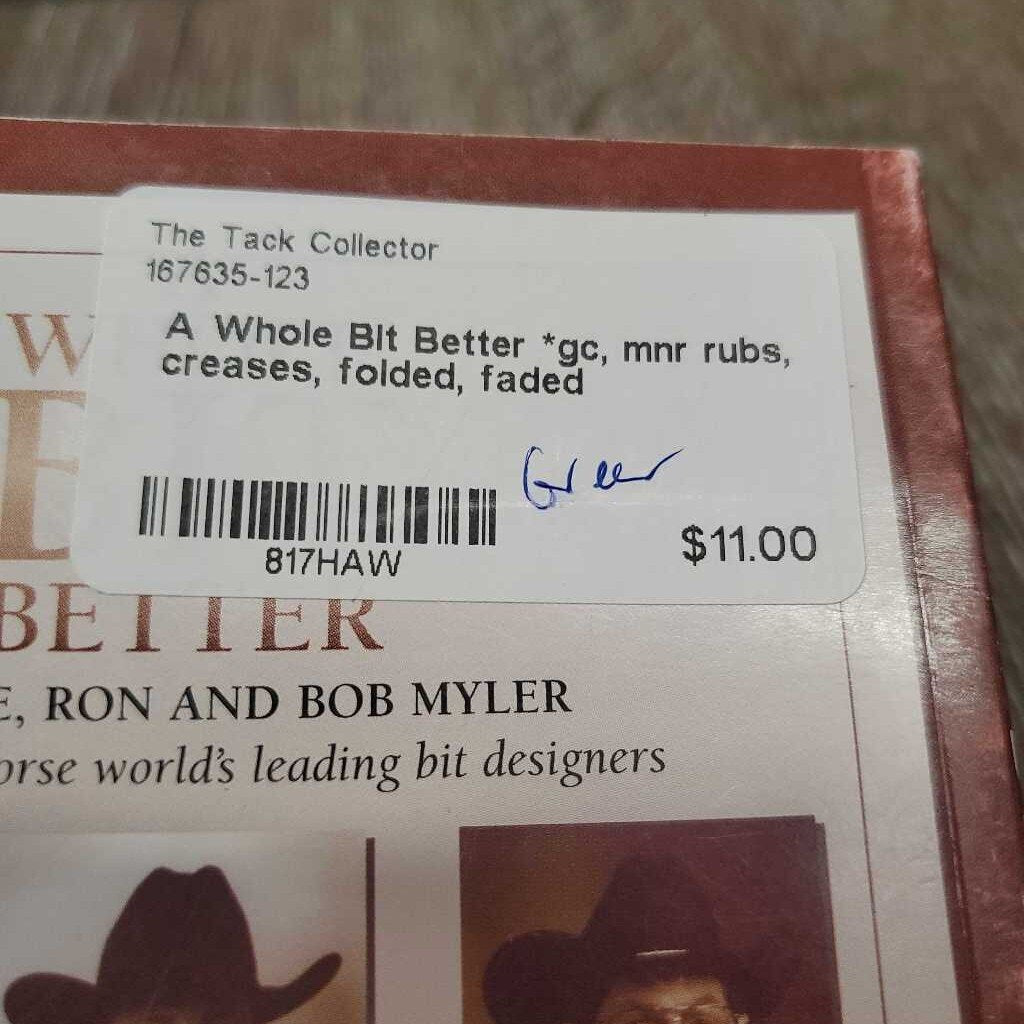 The Tack Collector
167635-123
A Whole BIt Better *gc, mnr rubs,
creases, folded, faded
Greer
817HAW
$11.00
W
BETTER
E, RON AND BOB MYLER
orse world's leading bit designers